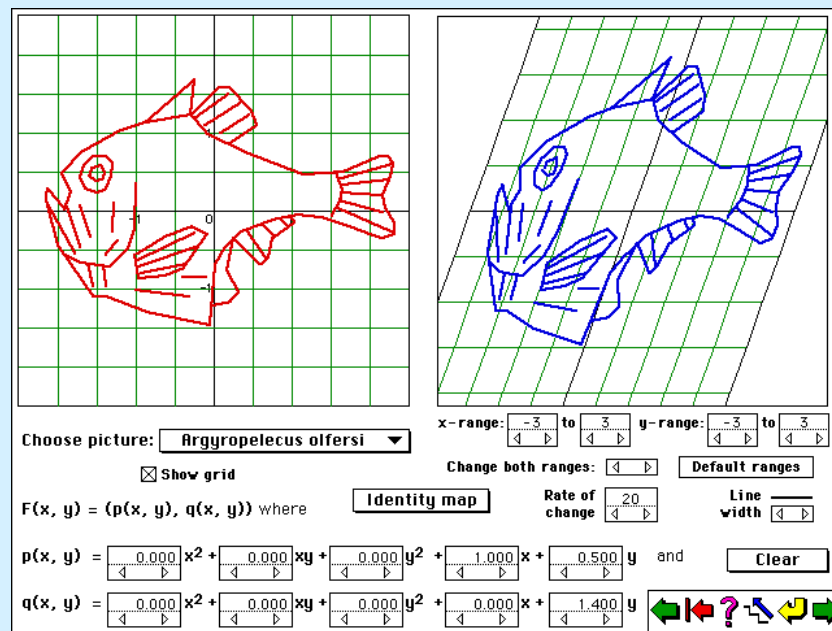 1
-1
0
-1
x-range: -3 to 3 y-range: -3 to 3
Choose picture: Argyropelecus olfersi
Change both ranges: Default ranges
Show grid
Identity map
Rate of change 20
Line width
F(x, y) = (p(x, y), q(x, y)) where
p(x, y) = 0.000 x² + 0.000 xy + 0.000 y² + 1.000 x + 0.500 y and
Clear
q(x, y) = 0.000 x² + 0.000 xy + 0.000 y² + 0.000 x + 1.400 y
?